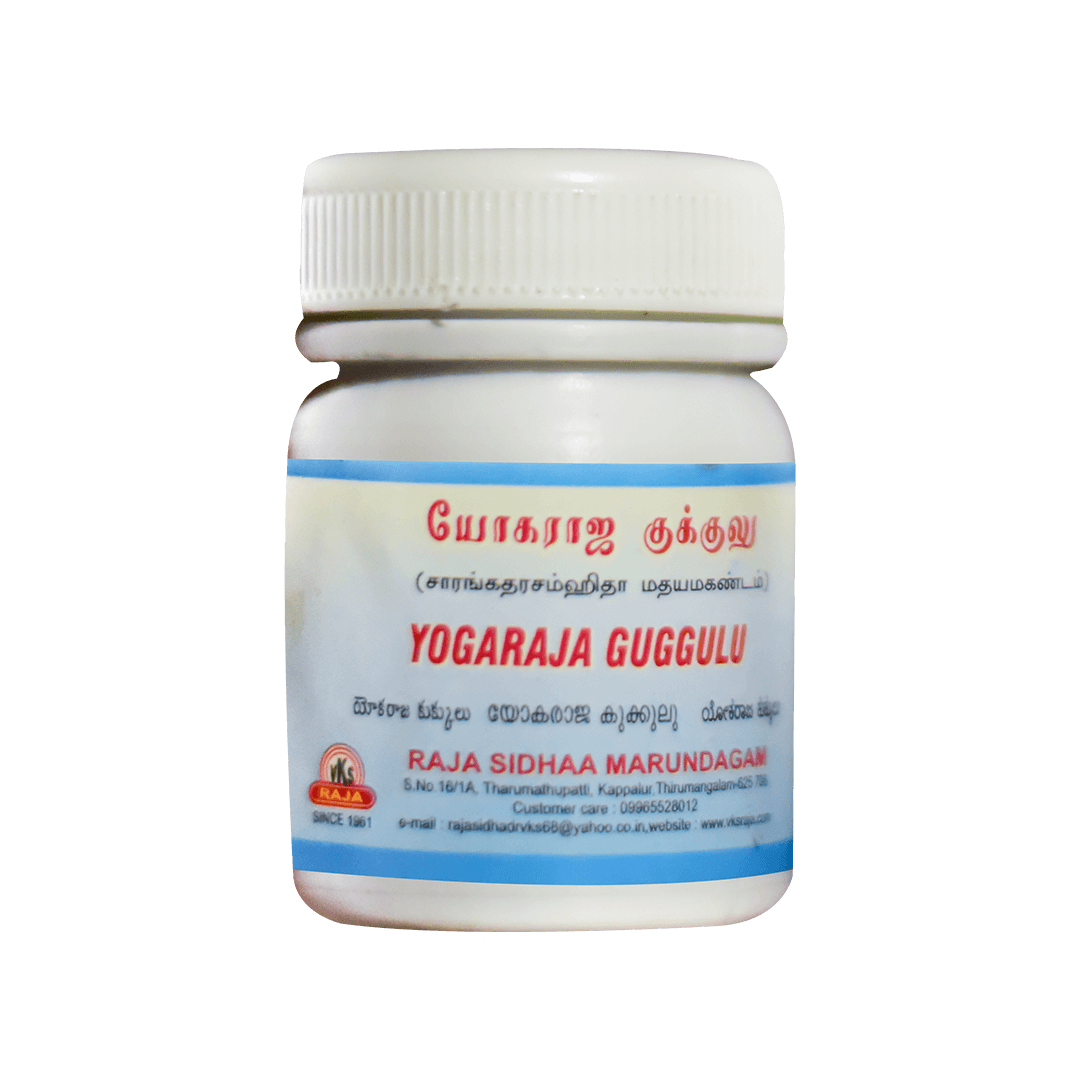 யோகராஜ குக்குலு
(சாரங்கதரசம்ஹிதா மதயமகண்டம்)
YOGARAJA GUGGULU
യോകരാജ കുക്കുലു
RAJA SIDHAA MARUNDAGAM
S.No.16/1A, Tharumathupatti, Kappalur, Thirumangalam-625 706
Customer care : 09965528012
e-mail : rajasidhadrvks68@yahoo.co.in, website : www.vksraja.com
VKS
RAJA
SINCE 1961